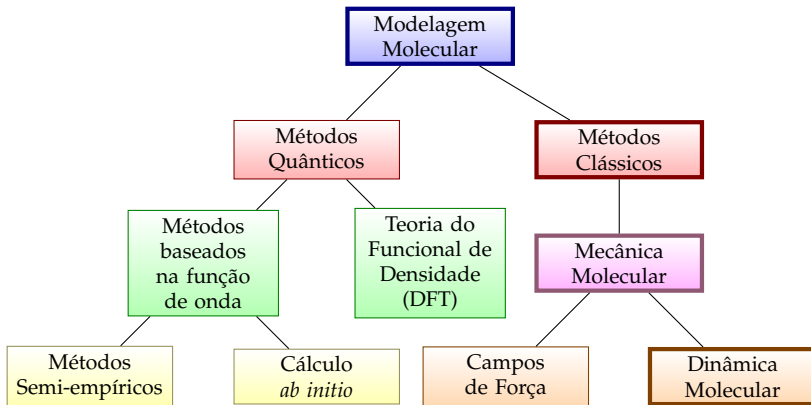 Modelagem
Molecular
Métodos
Quânticos
Métodos
Clássicos
Métodos
baseados
na função
de onda
Teoria do
Funcional de
Densidade
(DFT)
Mecânica
Molecular
Métodos
Semi-empíricos
Cálculo
ab initio
Campos
de Força
Dinâmica
Molecular